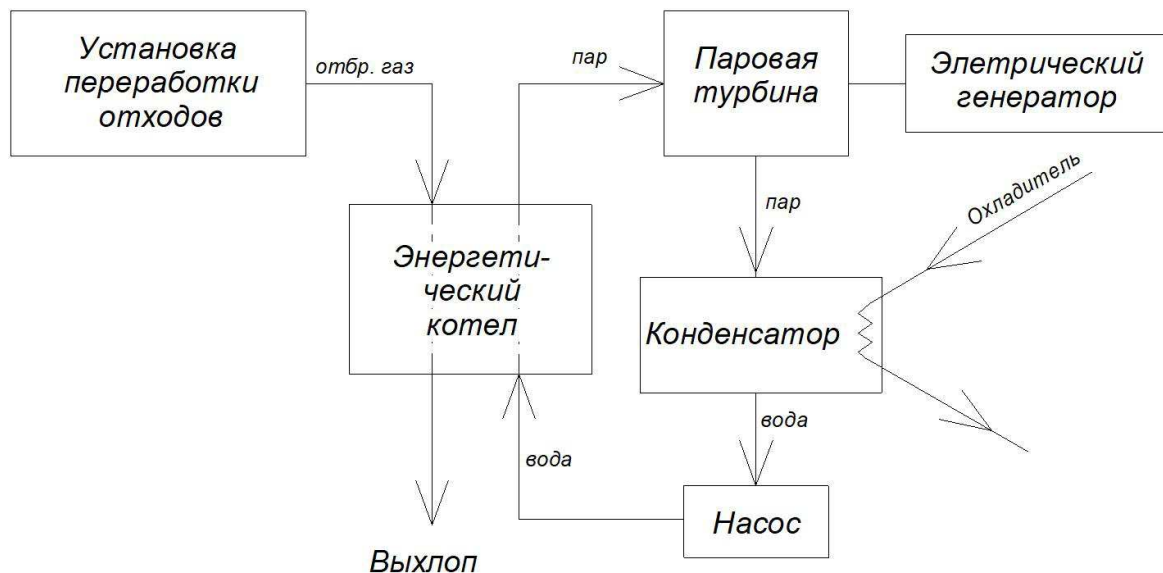 Установка
переработки
отходов
отбр. газ
пар
Паровая
турбина
Элетрический
генератор
Охладитель
пар
Энергети-
ческий
котел
Конденсатор
вода
вода
Насос
Выхлоп